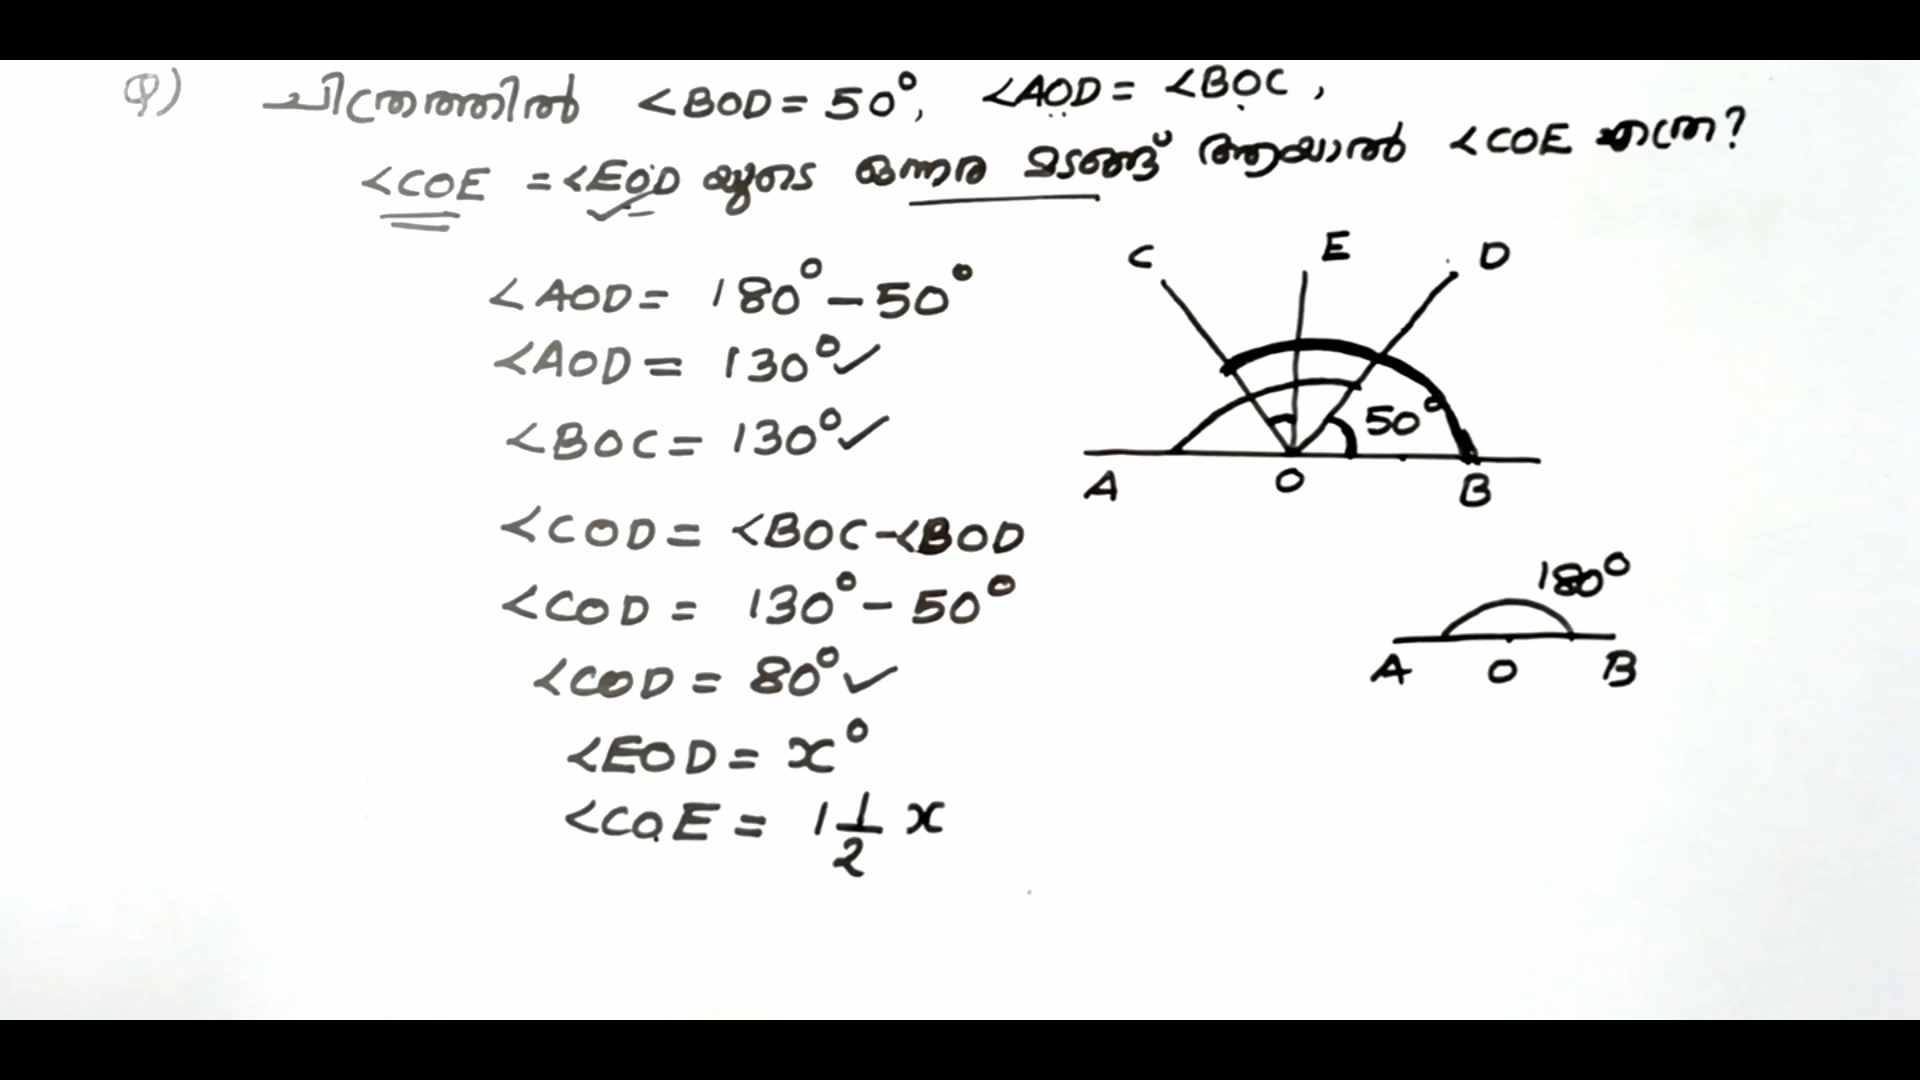 Q) ചിത്രത്തിൽ <BOD = 50°, <AOD = <BOC,
<COE = <EOD യുടെ ഒന്നര മടങ്ങ് ആയാൽ <COE എത്ര?
C E D
<AOD = 180° - 50°
<AOD = 130° ✓
50°
<BOC = 130° ✓
A O B
<COD = <BOC - <BOD
180°
<COD = 130° - 50°
<COD = 80° ✓
A O B
<EOD = x°
<COE = 1 1/2 x